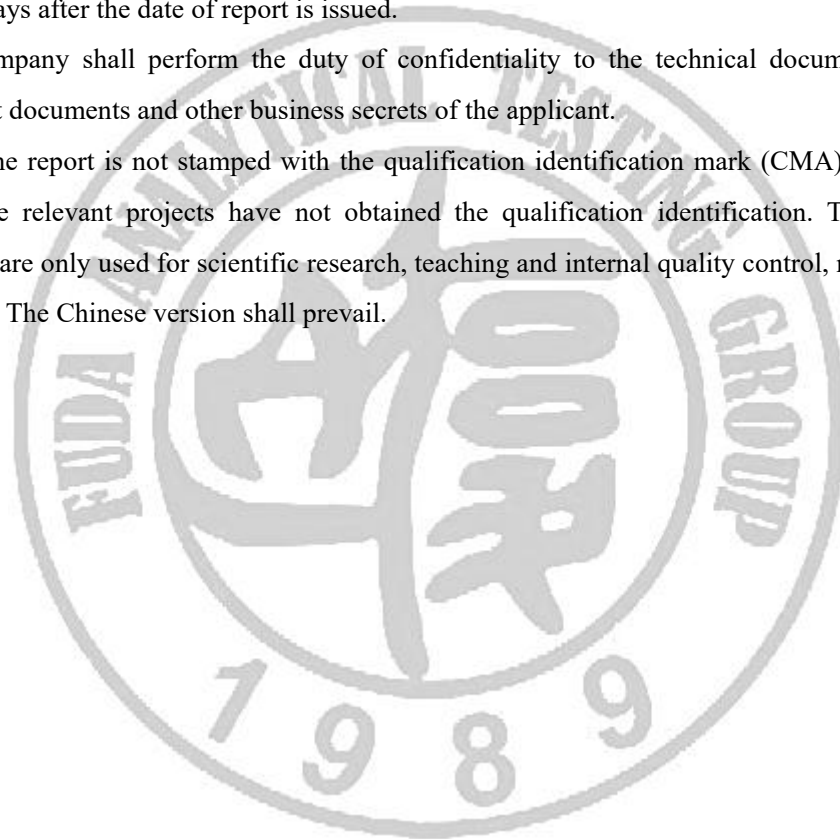 ays after the date of report is issued.
mpany shall perform the duty of confidentiality to the technical docum
t documents and other business secrets of the applicant.
ne report is not stamped with the qualification identification mark (CMA)
e relevant projects have not obtained the qualification identification. T
are only used for scientific research, teaching and internal quality control, r
The Chinese version shall prevail.
FUDA ANALYTICAL TESTING GROUP
1989